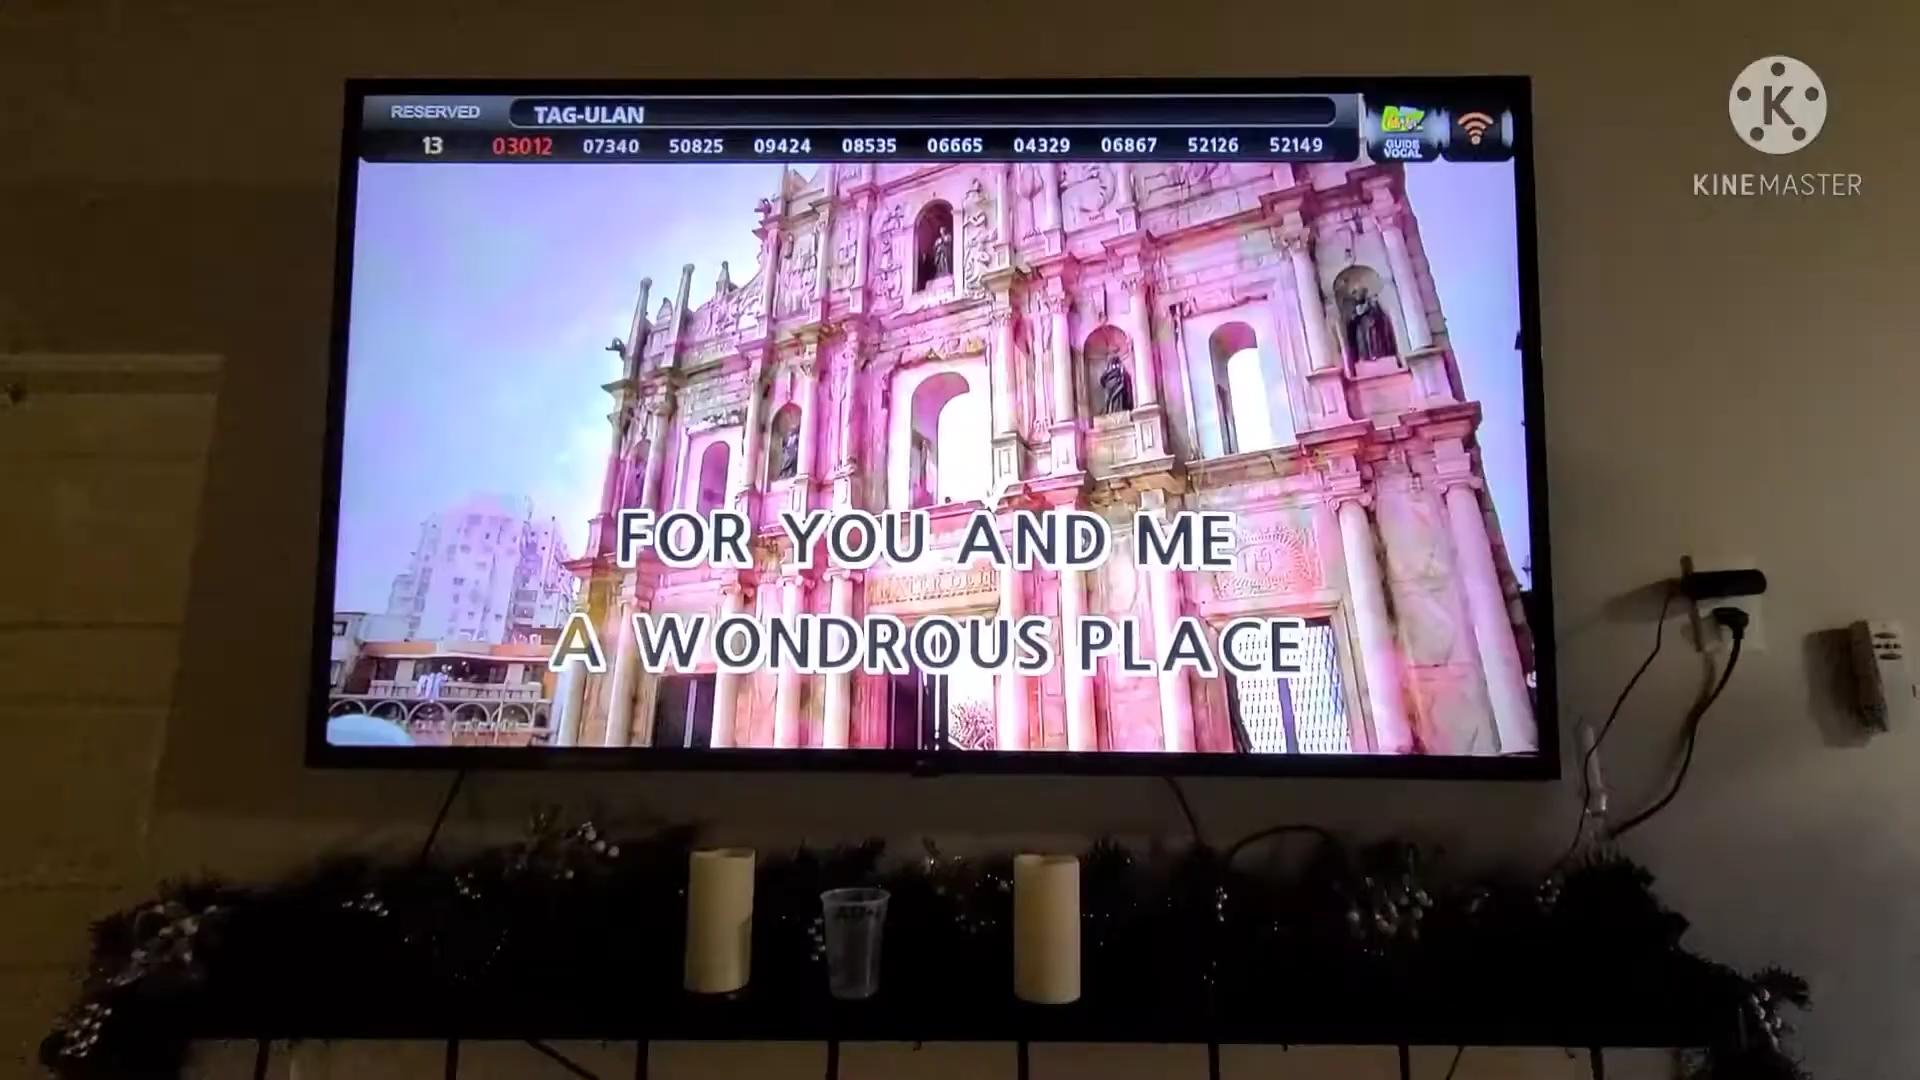 RESERVED TAG-ULAN
13 03012 07340 50825 09424 08535 06665 04329 06867 52126 52149
GUIDE
VOCAL
K
KINEMASTER
FOR YOU AND ME
A WONDROUS PLACE